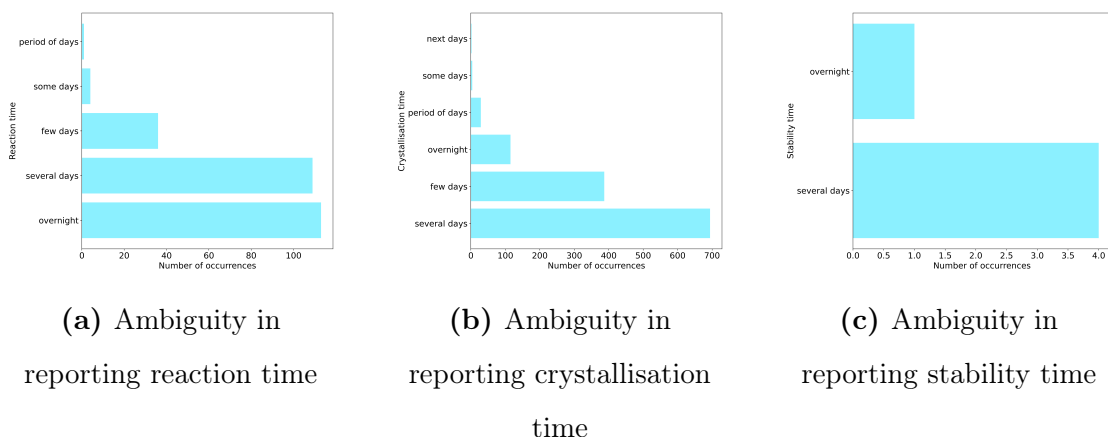 period of days
some days
few days
several days
overnight
Reaction time
0 20 40 60 80 100
Number of occurrences
next days
some days
period of days
overnight
few days
several days
Crystallisation time
0 100 200 300 400 500 600 700
Number of occurrences
overnight
several days
Stability time
0.0 0.5 1.0 1.5 2.0 2.5 3.0 3.5 4.0
Number of occurrences
(a) Ambiguity in
reporting reaction time
(b) Ambiguity in
reporting crystallisation
time
(c) Ambiguity in
reporting stability time